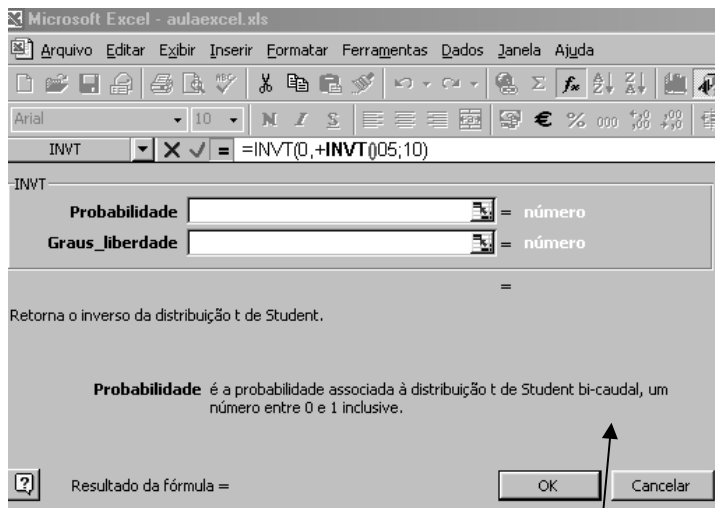 Microsoft Excel - aulaexcel.xls
Arquivo Editar Exibir Inserir Formatar Ferramentas Dados Janela Ajuda
Arial 10 N I S € % 000
INVT =INVT(0,+INVT()05;10)
INVT
Probabilidade = número
Graus_liberdade = número
=
Retorna o inverso da distribuição t de Student.
Probabilidade é a probabilidade associada à distribuição t de Student bi-caudal, um
número entre 0 e 1 inclusive.
Resultado da fórmula = OK Cancelar